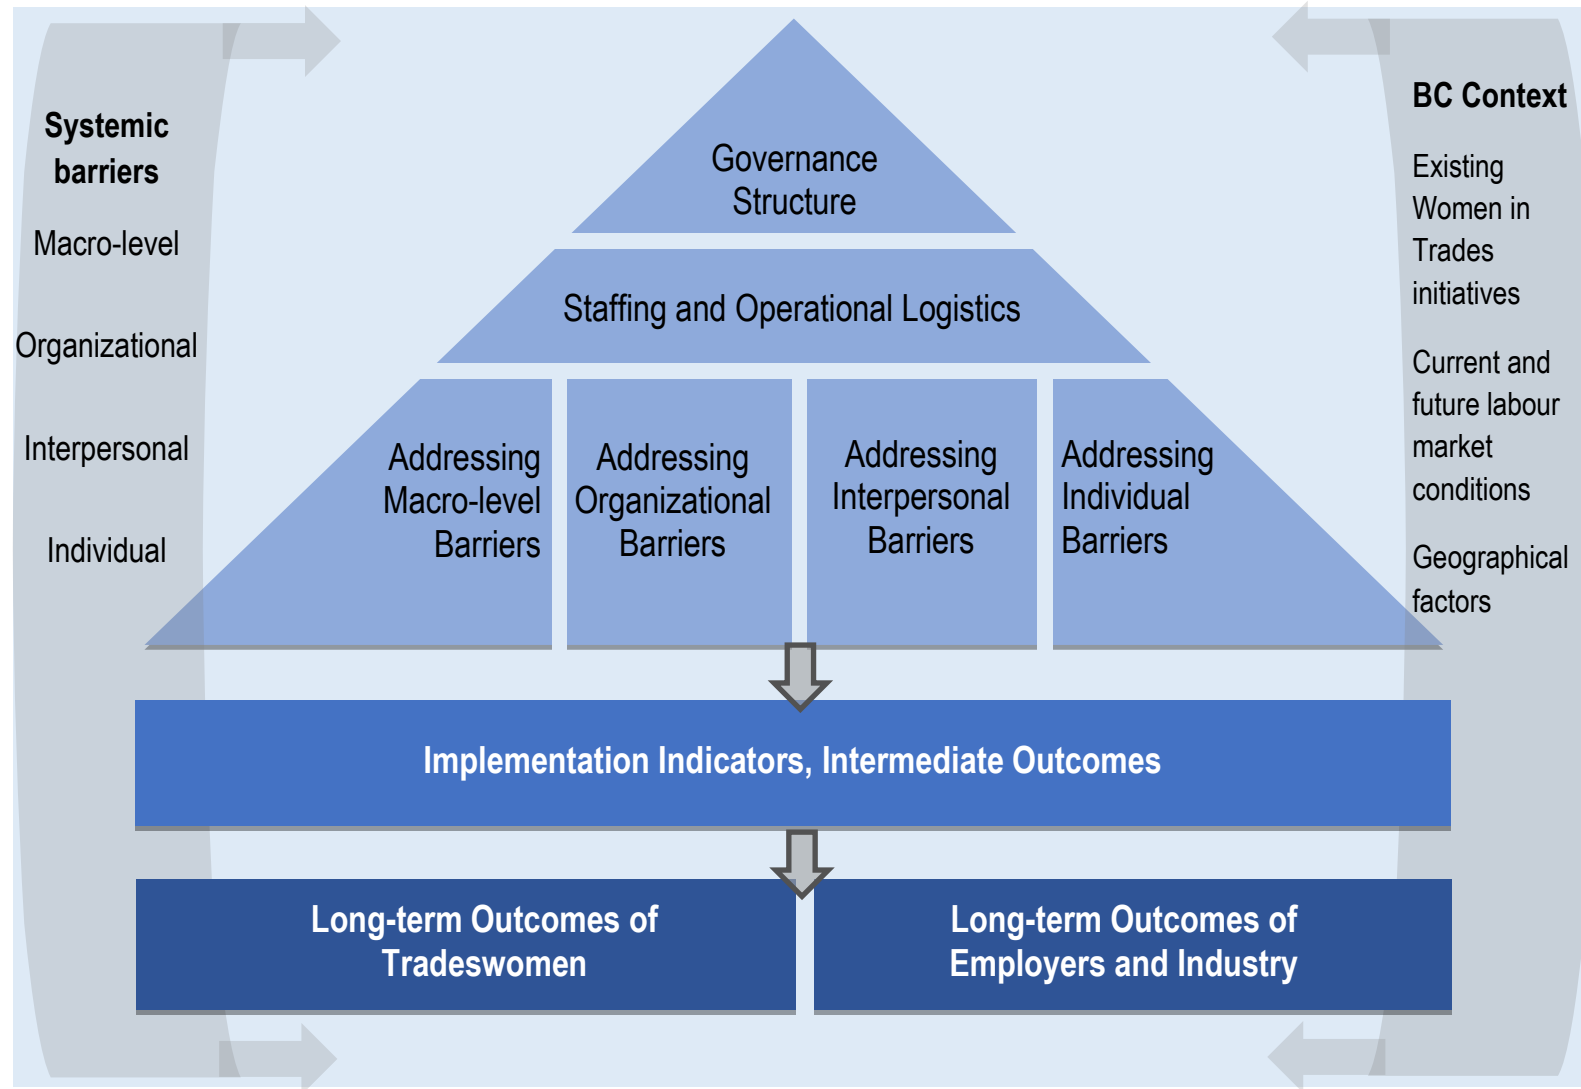 Systemic
barriers
Macro-level
Organizational
Interpersonal
Individual
Governance
Structure
Staffing and Operational Logistics
Addressing
Macro-level
Barriers
Addressing
Organizational
Barriers
Addressing
Interpersonal
Barriers
Addressing
Individual
Barriers
BC Context
Existing
Women in
Trades
initiatives
Current and
future labour
market
conditions
Geographical
factors
Implementation Indicators, Intermediate Outcomes
Long-term Outcomes of
Tradeswomen
Long-term Outcomes of
Employers and Industry